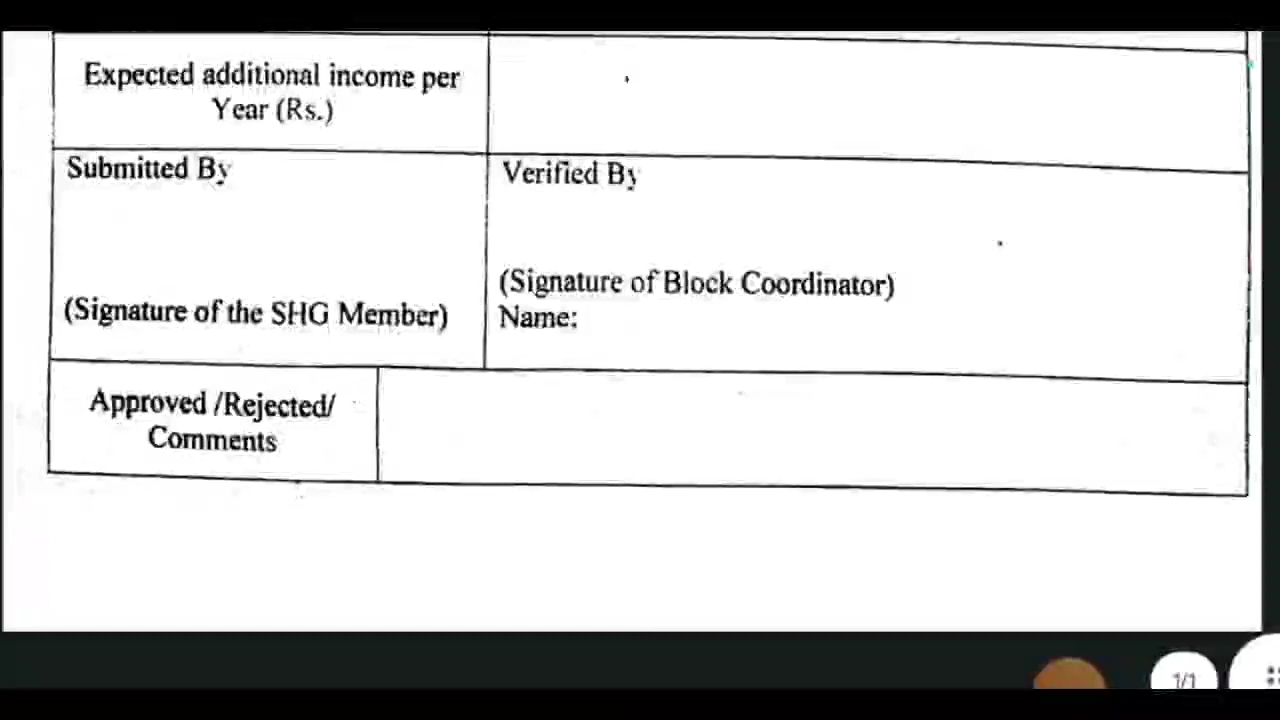 Expected additional income per
Year (Rs.)
Submitted By
Verified By
(Signature of Block Coordinator)
(Signature of the SHG Member)
Name:
Approved /Rejected/
Comments
1/1